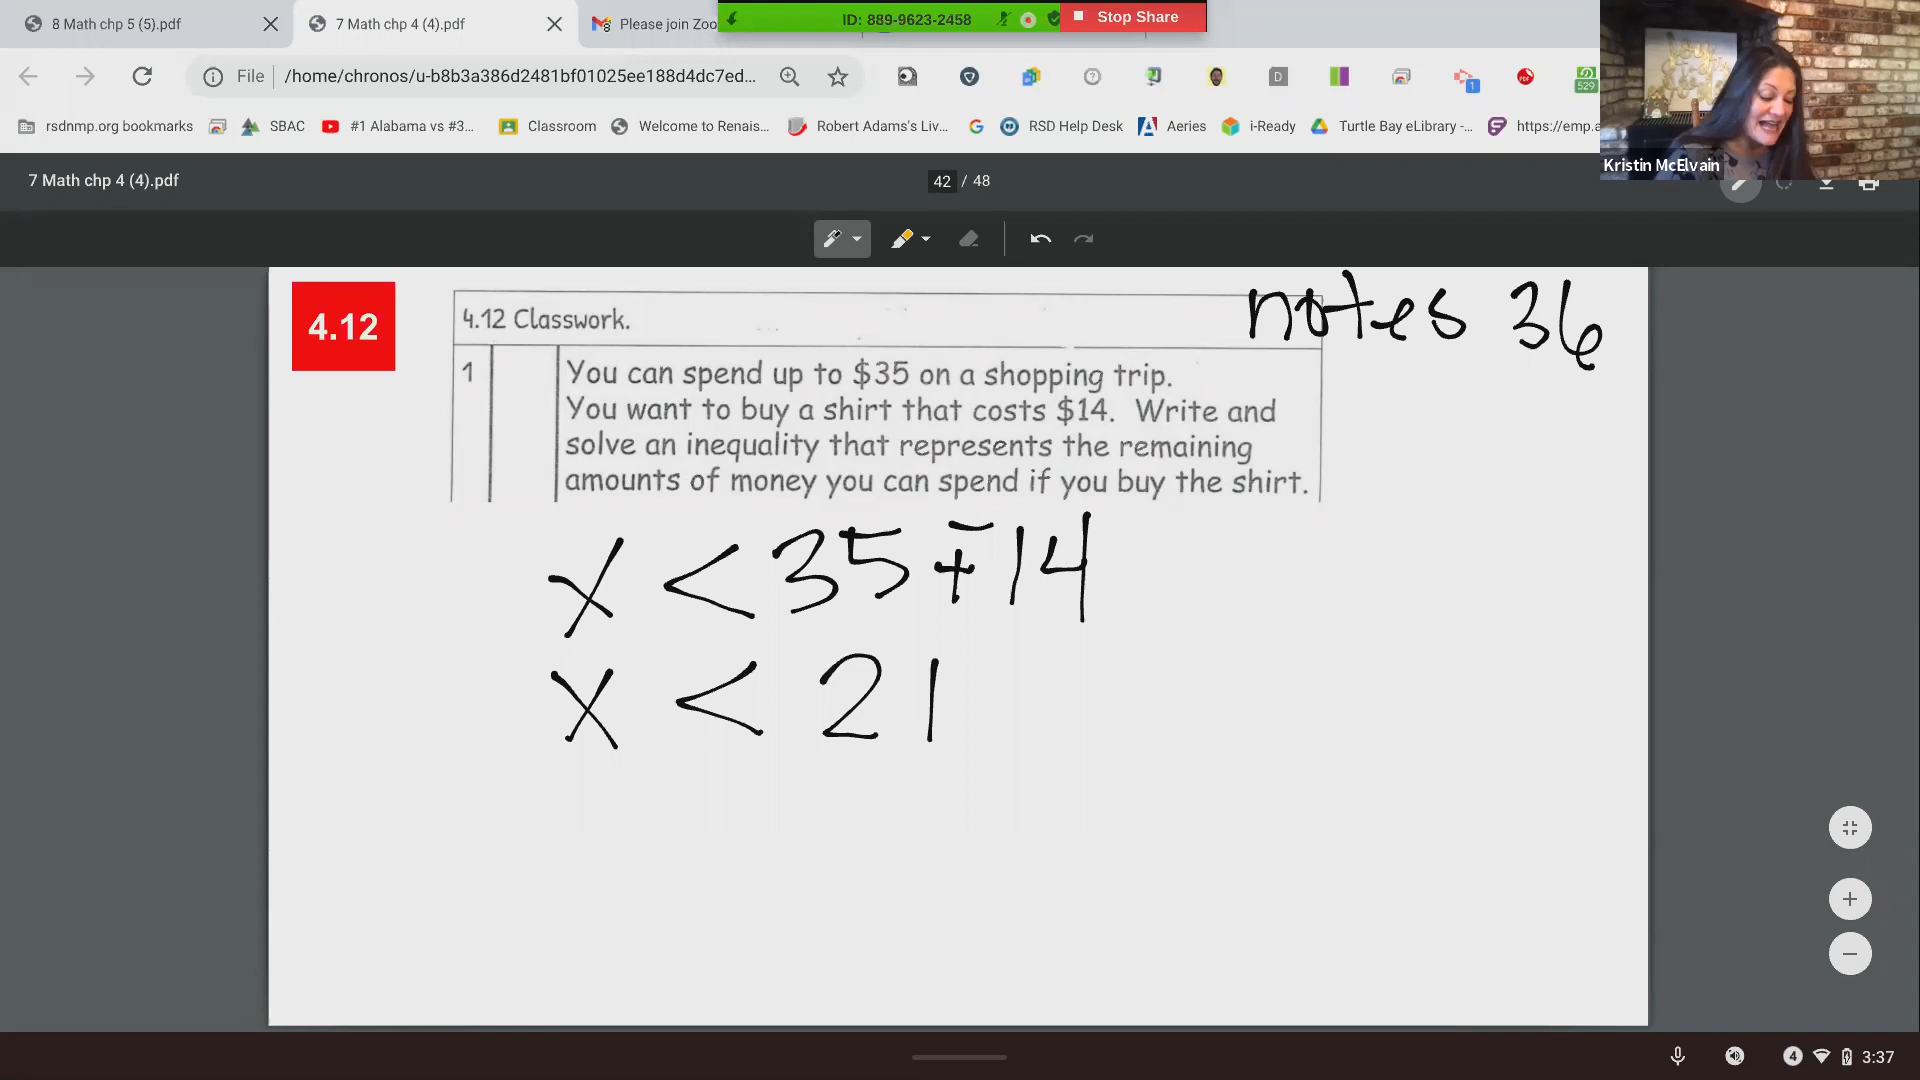 8 Math chp 5 (5).pdf
7 Math chp 4 (4).pdf
Please join Zoo
ID: 889-9623-2458
Stop Share
File
/home/chronos/u-b8b3a386d2481bf01025ee188d4dc7ed...
D
1
529
rsdnmp.org bookmarks
SBAC
#1 Alabama vs #3...
Classroom
Welcome to Renais...
Robert Adams's Liv...
RSD Help Desk
Aeries
i-Ready
Turtle Bay eLibrary -...
https://emp.a
Kristin McElvain
7 Math chp 4 (4).pdf
42 / 48
notes 36
4.12
4.12 Classwork.
1
You can spend up to $35 on a shopping trip.
You want to buy a shirt that costs $14. Write and
solve an inequality that represents the remaining
amounts of money you can spend if you buy the shirt.
x < 35 + -14
x < 21
4
3:37